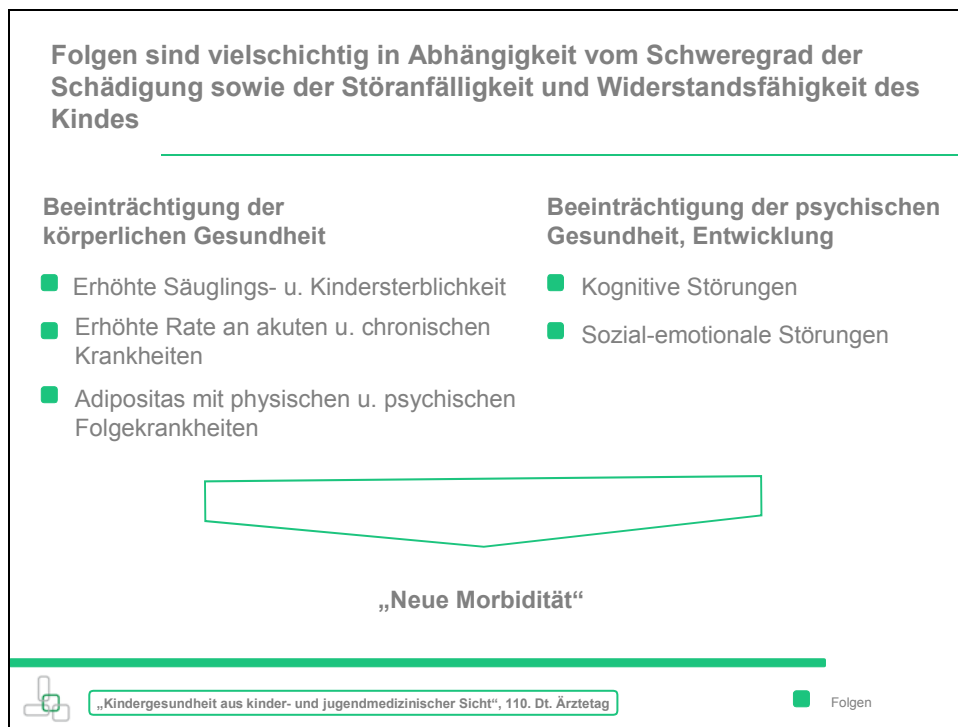 Folgen sind vielschichtig in Abhängigkeit vom Schweregrad der
Schädigung sowie der Störanfälligkeit und Widerstandsfähigkeit des
Kindes
Beeinträchtigung der
körperlichen Gesundheit
Erhöhte Säuglings- u. Kindersterblichkeit
Erhöhte Rate an akuten u. chronischen
Krankheiten
Adipositas mit physischen u. psychischen
Folgekrankheiten
Beeinträchtigung der psychischen
Gesundheit, Entwicklung
Kognitive Störungen
Sozial-emotionale Störungen
„Neue Morbidität“
„Kindergesundheit aus kinder- und jugendmedizinischer Sicht“, 110. Dt. Ärztetag
Folgen